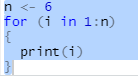 n <- 6
for (i in 1:n)
{
  print(i)
}